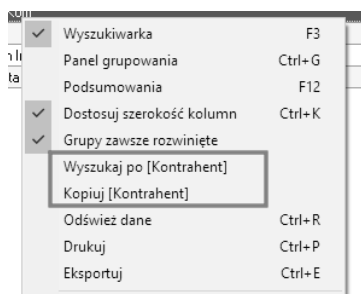 Wyszukiwarka F3
Panel grupowania Ctrl+G
Podsumowania F12
Dostosuj szerokość kolumn Ctrl+K
Grupy zawsze rozwinięte
Wyszukaj po [Kontrahent]
Kopiuj [Kontrahent]
Odśwież dane Ctrl+R
Drukuj Ctrl+P
Eksportuj Ctrl+E